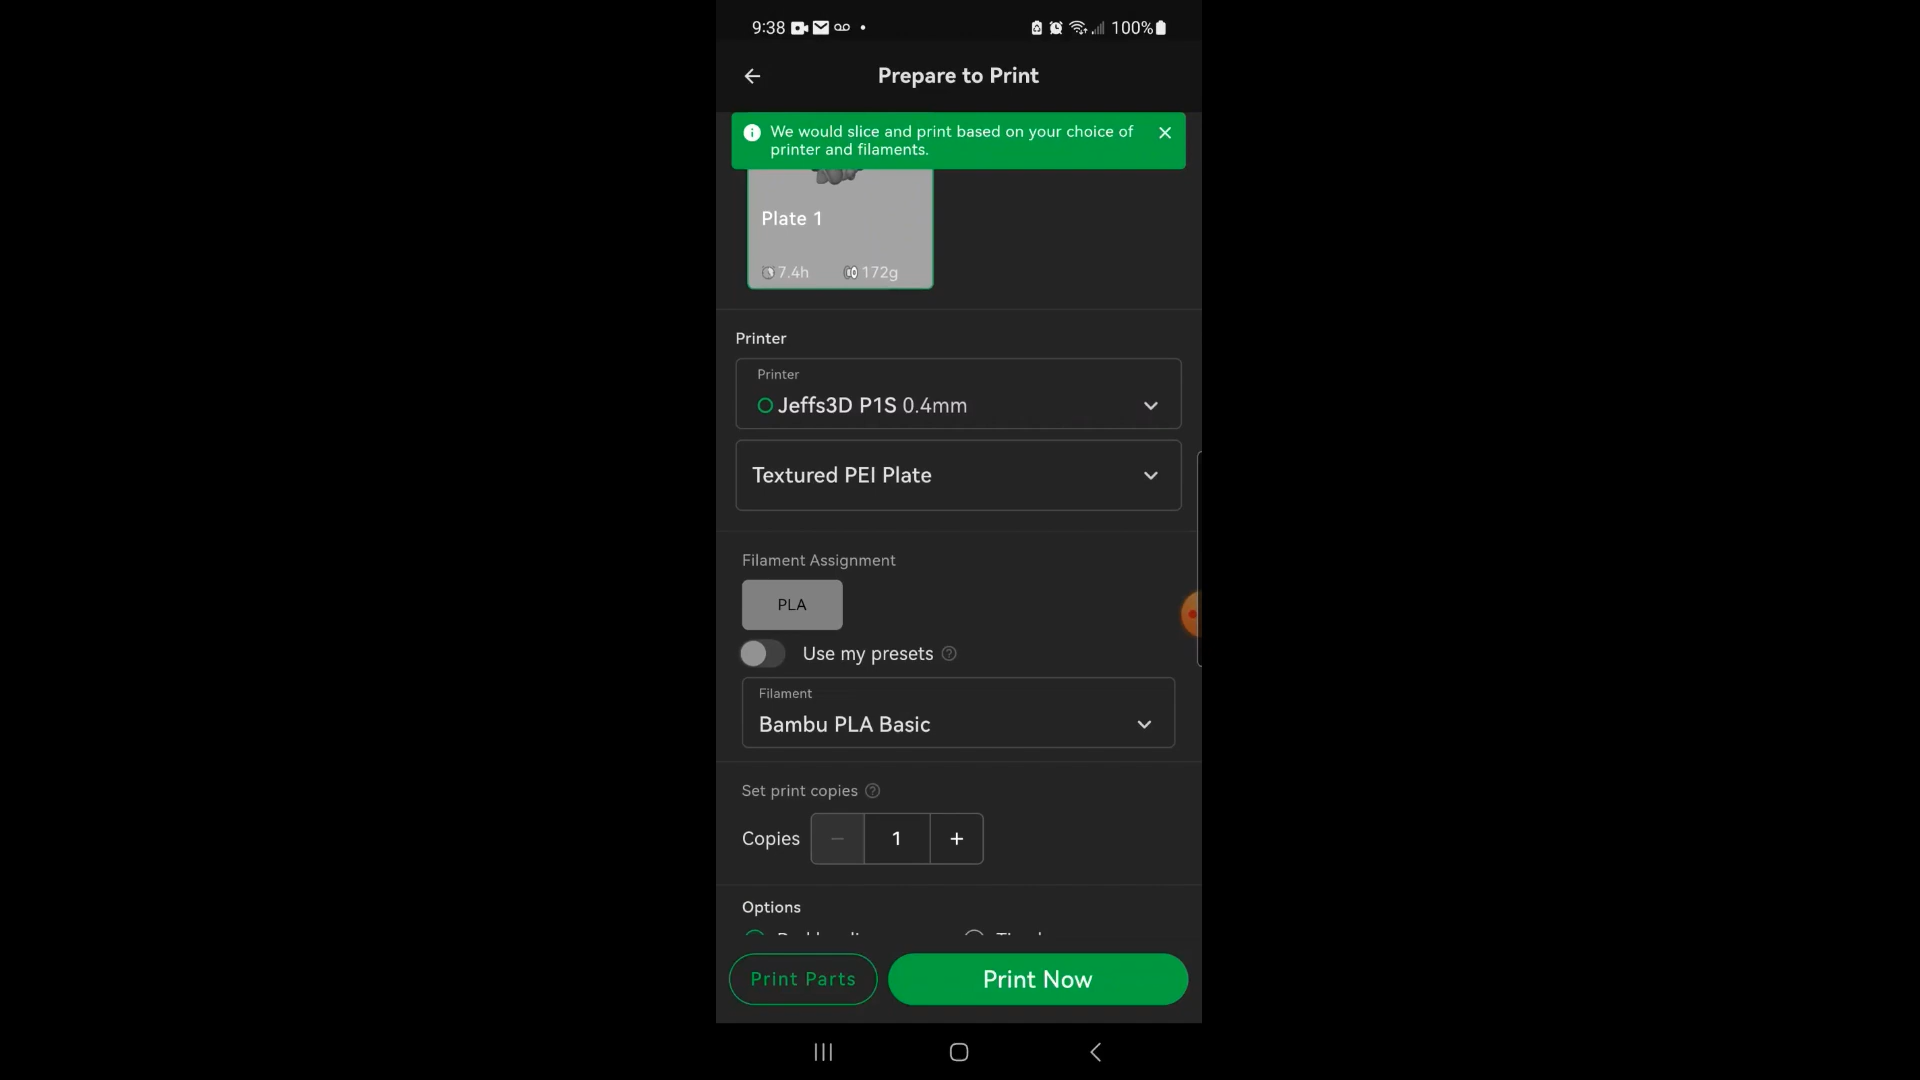 9:38
100%
Prepare to Print
We would slice and print based on your choice of
printer and filaments.
Plate 1
7.4h 172g
Printer
Printer
Jeffs3D P1S 0.4mm
Textured PEI Plate
Filament Assignment
PLA
Use my presets
Filament
Bambu PLA Basic
Set print copies
Copies 1
Options
Print Parts
Print Now